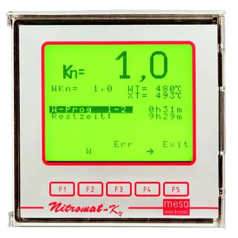 Kn= 1,0
WKn= 1.0 WT= 480°C
XT= 493°C
W-Prog 1-2 0h31m
Restzeit: 9h29m
Err Exit
W →
F1 F2 F3 F4 F5
Nitromat-Kn
mesa